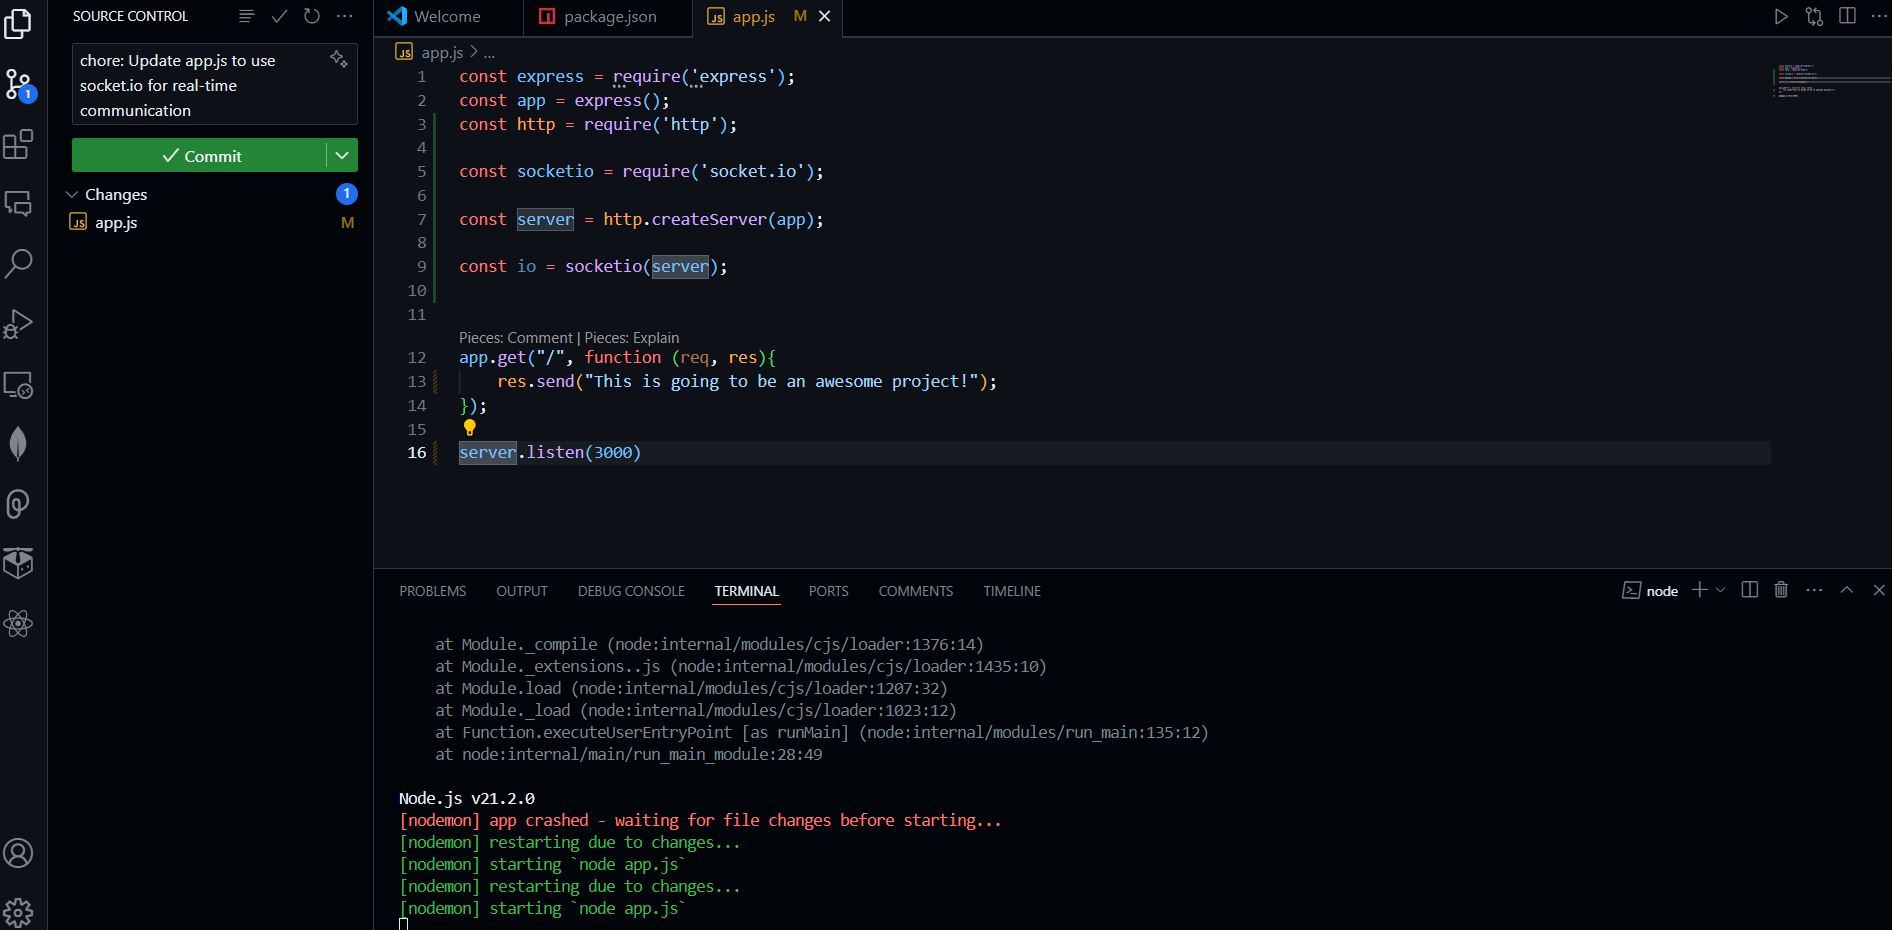 SOURCE CONTROL
chore: Update app.js to use
socket.io for real-time
communication
Commit
Changes 1
JS app.js M
1
Welcome
package.json
JS app.js M
JS app.js > ...
1 const express = require('express');
2 const app = express();
3 const http = require('http');
4
5 const socketio = require('socket.io');
6
7 const server = http.createServer(app);
8
9 const io = socketio(server);
10
11
Pieces: Comment | Pieces: Explain
12 app.get("/", function (req, res){
13 res.send("This is going to be an awesome project!");
14 });
15
16 server.listen(3000)
PROBLEMS OUTPUT DEBUG CONSOLE TERMINAL PORTS COMMENTS TIMELINE
node
at Module._compile (node:internal/modules/cjs/loader:1376:14)
at Module._extensions..js (node:internal/modules/cjs/loader:1435:10)
at Module.load (node:internal/modules/cjs/loader:1207:32)
at Module._load (node:internal/modules/cjs/loader:1023:12)
at Function.executeUserEntryPoint [as runMain] (node:internal/modules/run_main:135:12)
at node:internal/main/run_main_module:28:49
Node.js v21.2.0
[nodemon] app crashed - waiting for file changes before starting...
[nodemon] restarting due to changes...
[nodemon] starting `node app.js`
[nodemon] restarting due to changes...
[nodemon] starting `node app.js`